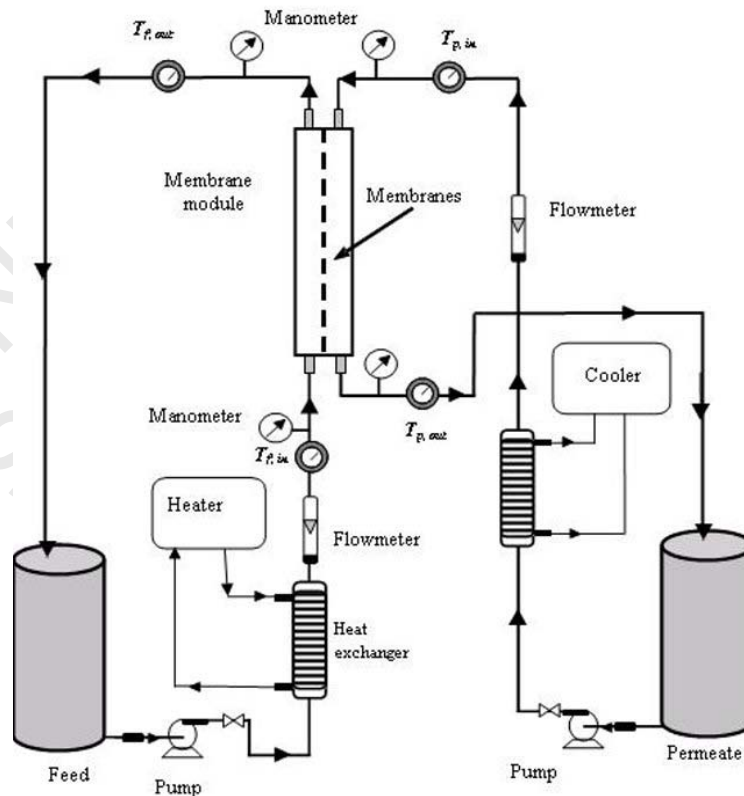 Manometer
T_f, out
T_p, in
Membrane
module
Membranes
Flowmeter
Cooler
Manometer
T_p, out
T_f, in
Heater
Flowmeter
Heat
exchanger
Feed
Pump
Pump
Permeate